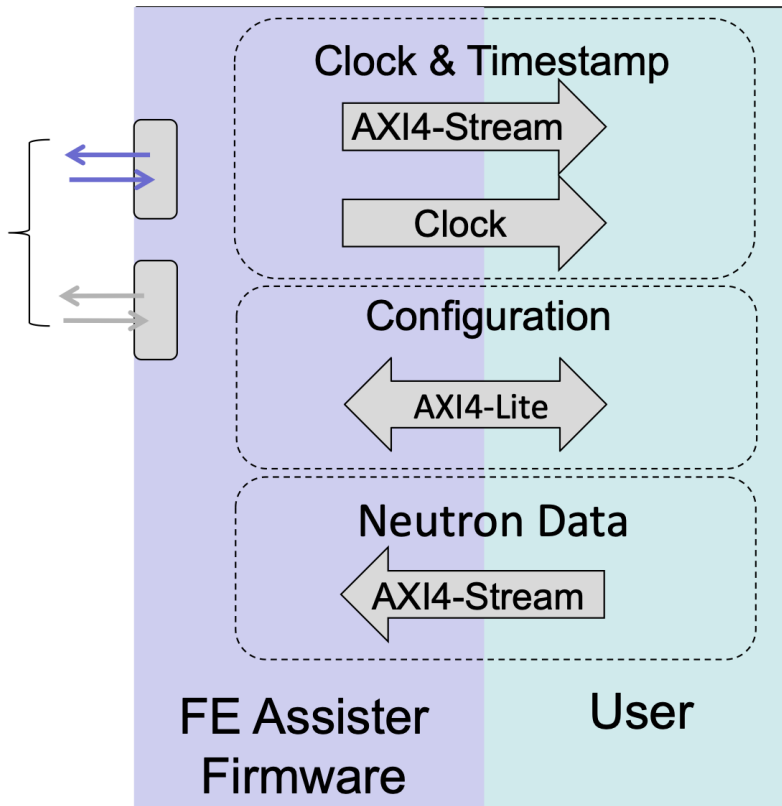 Clock & Timestamp
AXI4-Stream
Clock
Configuration
AXI4-Lite
Neutron Data
AXI4-Stream
FE Assister
Firmware
User